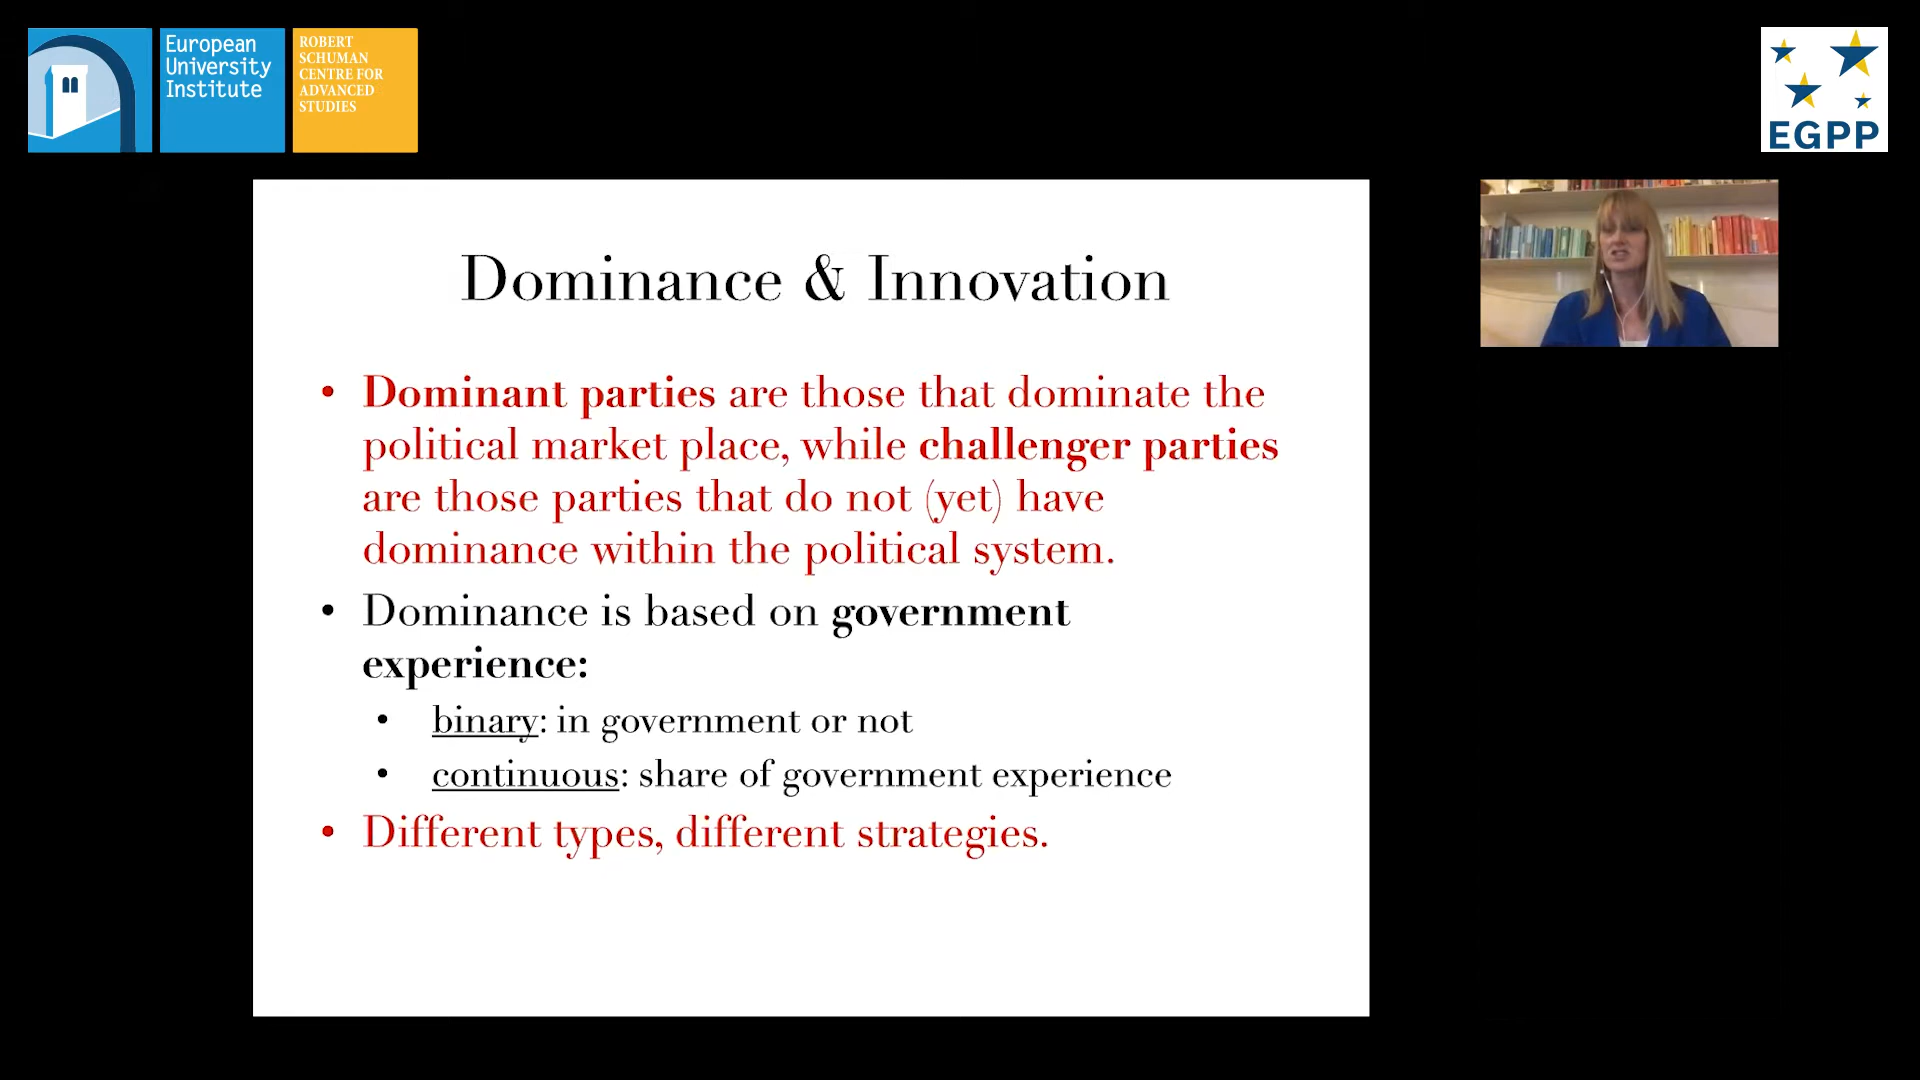 European
University
Institute
ROBERT
SCHUMAN
CENTRE FOR
ADVANCED
STUDIES
EGPP
Dominance & Innovation
• Dominant parties are those that dominate the
political market place, while challenger parties
are those parties that do not (yet) have
dominance within the political system.
• Dominance is based on government
experience:
• binary: in government or not
• continuous: share of government experience
• Different types, different strategies.